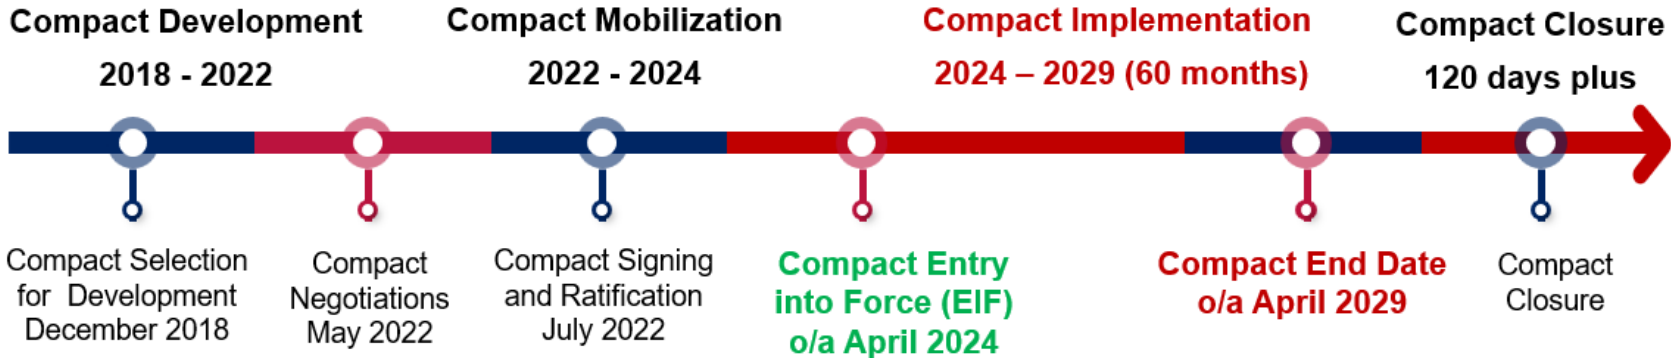 Compact Development
2018 - 2022
Compact Mobilization
2022 - 2024
Compact Implementation
2024 – 2029 (60 months)
Compact Closure
120 days plus
Compact Selection
for Development
December 2018
Compact
Negotiations
May 2022
Compact Signing
and Ratification
July 2022
Compact Entry
into Force (EIF)
o/a April 2024
Compact End Date
o/a April 2029
Compact
Closure